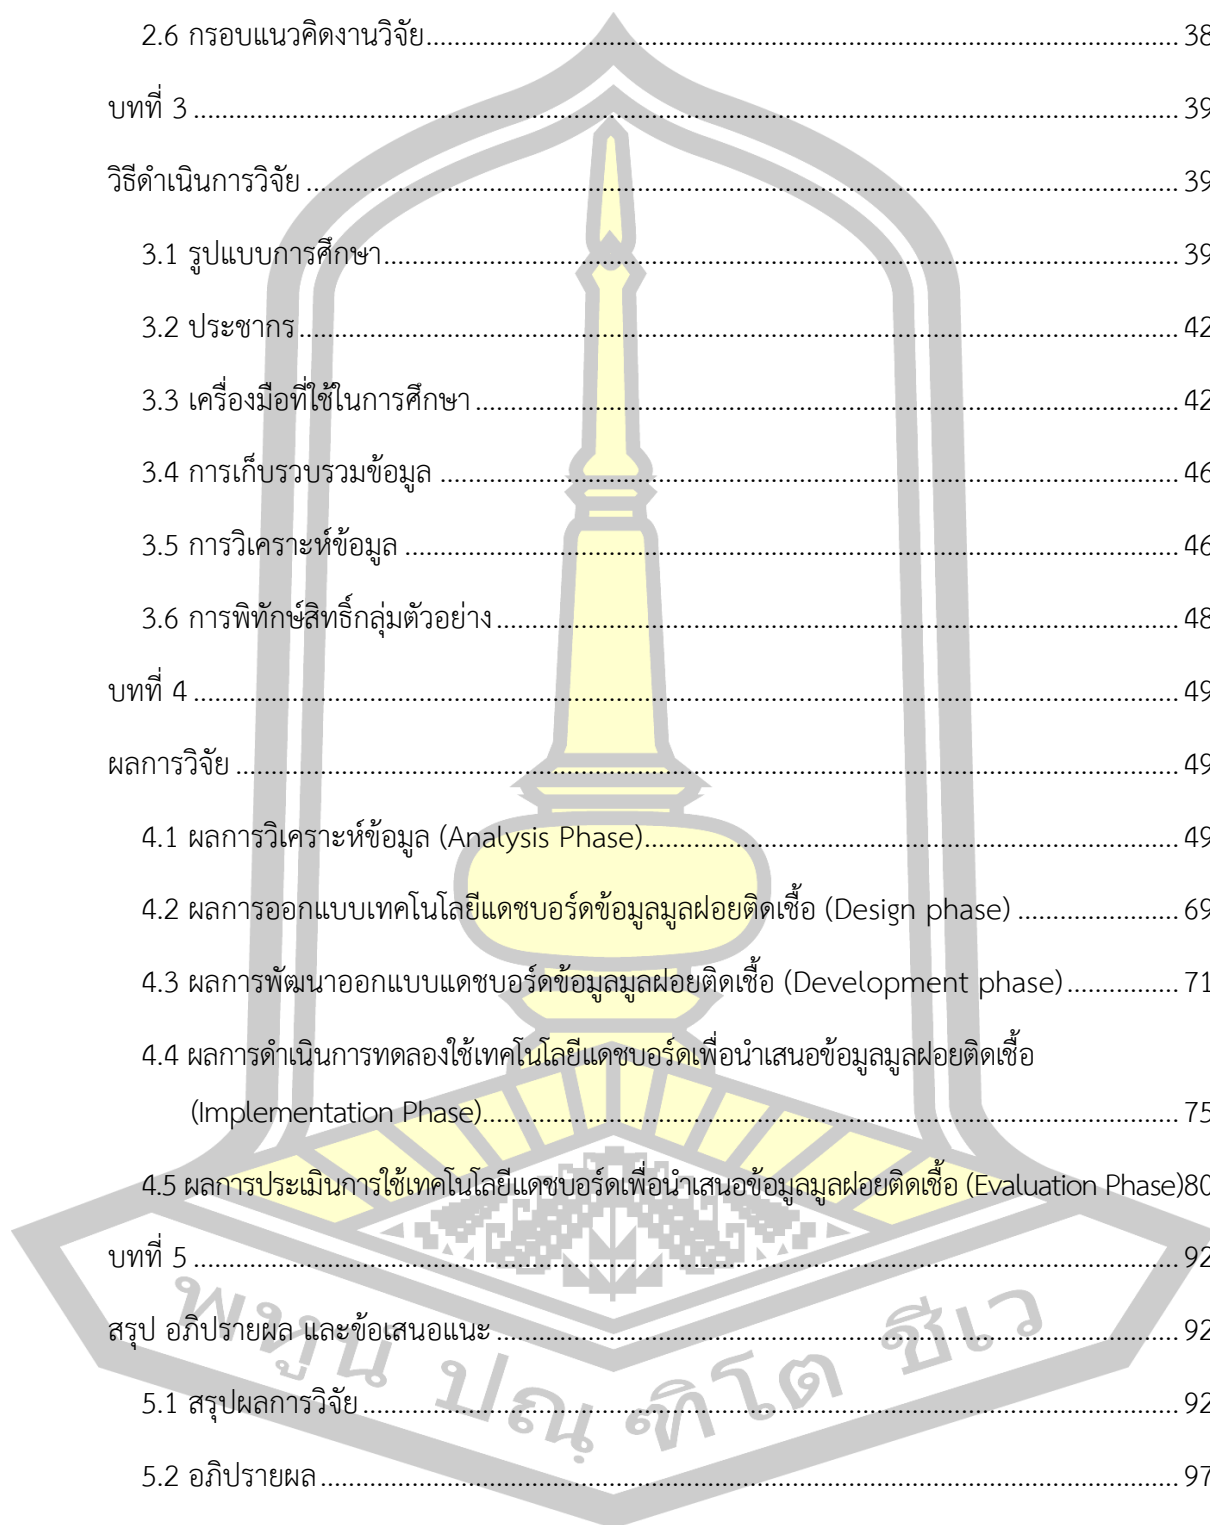 2.6 กรอบแนวคิดงานวิจัย.......... 38
บทที่ 3 .......... 39
วิธีดำเนินการวิจัย .......... 39
3.1 รูปแบบการศึกษา.......... 39
3.2 ประชากร .......... 42
3.3 เครื่องมือที่ใช้ในการศึกษา .......... 42
3.4 การเก็บรวบรวมข้อมูล .......... 46
3.5 การวิเคราะห์ข้อมูล .......... 46
3.6 การพิทักษ์สิทธิ์กลุ่มตัวอย่าง .......... 48
บทที่ 4 .......... 49
ผลการวิจัย .......... 49
4.1 ผลการวิเคราะห์ข้อมูล (Analysis Phase).......... 49
4.2 ผลการออกแบบเทคโนโลยีแดชบอร์ดข้อมูลมูลฝอยติดเชื้อ (Design phase) .......... 69
4.3 ผลการพัฒนาออกแบบแดชบอร์ดข้อมูลมูลฝอยติดเชื้อ (Development phase).......... 71
4.4 ผลการดำเนินการทดลองใช้เทคโนโลยีแดชบอร์ดเพื่อนำเสนอข้อมูลมูลฝอยติดเชื้อ
(Implementation Phase).......... 75
4.5 ผลการประเมินการใช้เทคโนโลยีแดชบอร์ดเพื่อนำเสนอข้อมูลมูลฝอยติดเชื้อ (Evaluation Phase)80
บทที่ 5 .......... 92
สรุป อภิปรายผล และข้อเสนอแนะ .......... 92
5.1 สรุปผลการวิจัย .......... 92
5.2 อภิปรายผล .......... 97
พหูน ปณฺฑิโต ชีเว